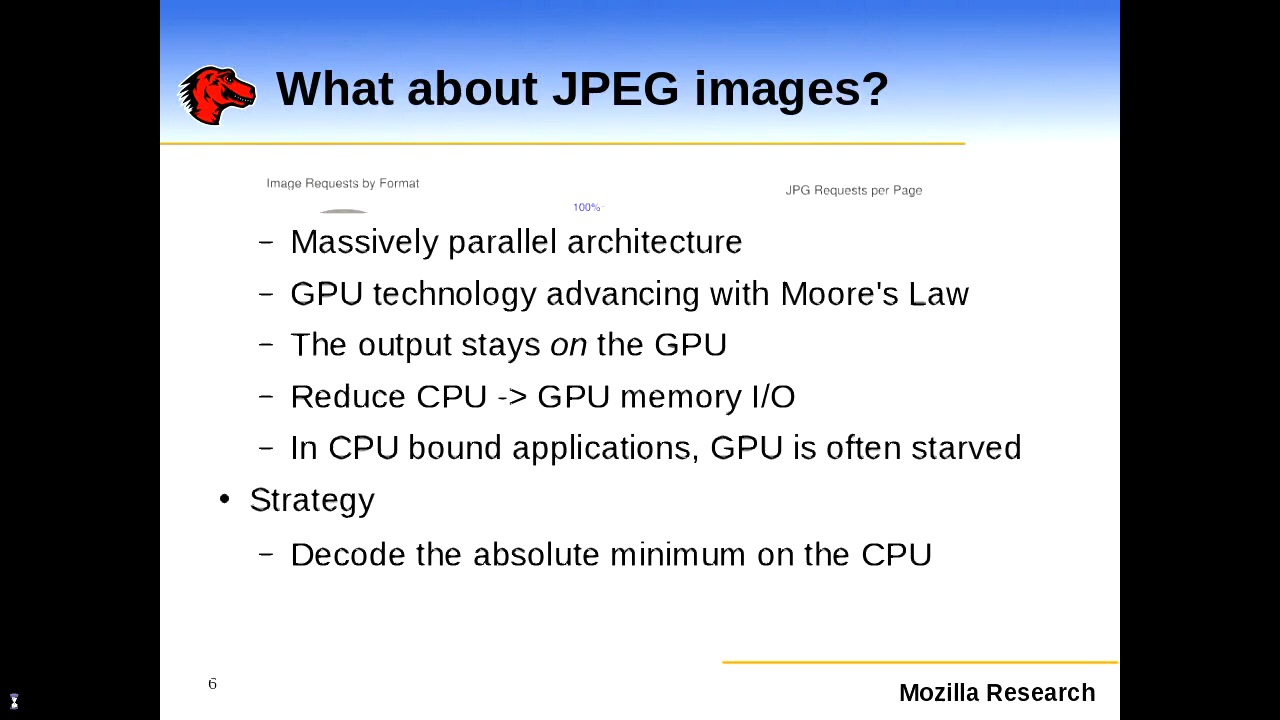 What about JPEG images?
Image Requests by Format
JPG Requests per Page
100%
– Massively parallel architecture
– GPU technology advancing with Moore's Law
– The output stays on the GPU
– Reduce CPU -> GPU memory I/O
– In CPU bound applications, GPU is often starved
• Strategy
– Decode the absolute minimum on the CPU
6
Mozilla Research